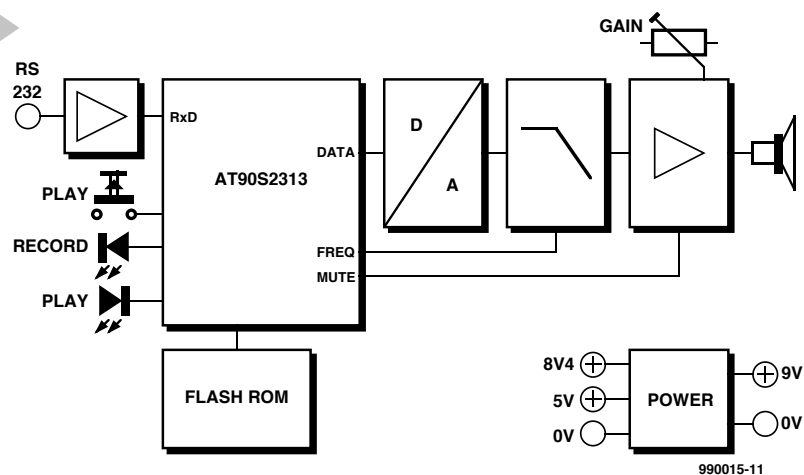 GAIN
RS
232
RxD
DATA
D
A
AT90S2313
PLAY
RECORD
FREQ
MUTE
PLAY
FLASH ROM
8V4
5V
0V
POWER
9V
0V
990015-11